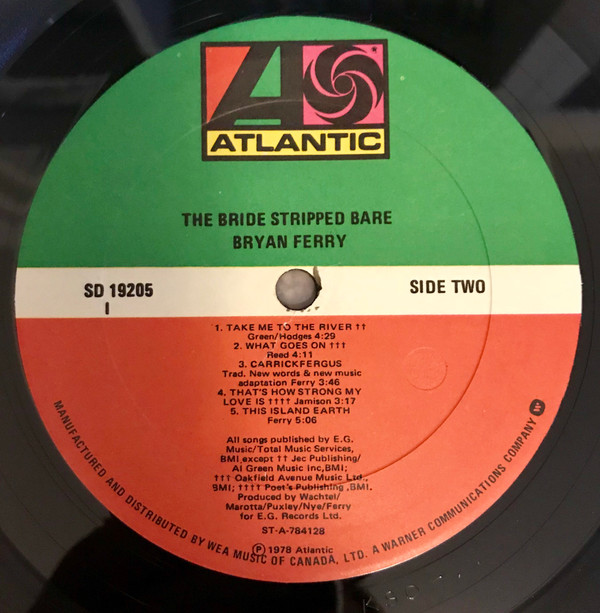 ATLANTIC
THE BRIDE STRIPPED BARE
BRYAN FERRY
SD 19205
I
SIDE TWO
1. TAKE ME TO THE RIVER ††
Green/Hodges 4:29
2. WHAT GOES ON †††
Reed 4:11
3. CARRICKFERGUS
Trad. New words & new music
adaptation Ferry 3:46
4. THAT'S HOW STRONG MY
LOVE IS †††† Jamison 3:17
5. THIS ISLAND EARTH
Ferry 5:06
All songs published by E.G.
Music/Total Music Services,
BMI except †† Jec Publishing/
Al Green Music Inc,BMI;
††† Oakfield Avenue Music Ltd.,
BMI; †††† Poet's Publishing ,BMI.
Produced by Wachtel/
Marotta/Puxley/Nye/Ferry
for E.G. Records Ltd.
ST-A-784128
℗ 1978 Atlantic
MANUFACTURED AND DISTRIBUTED BY WEA MUSIC OF CANADA, LTD. A WARNER COMMUNICATIONS COMPANY